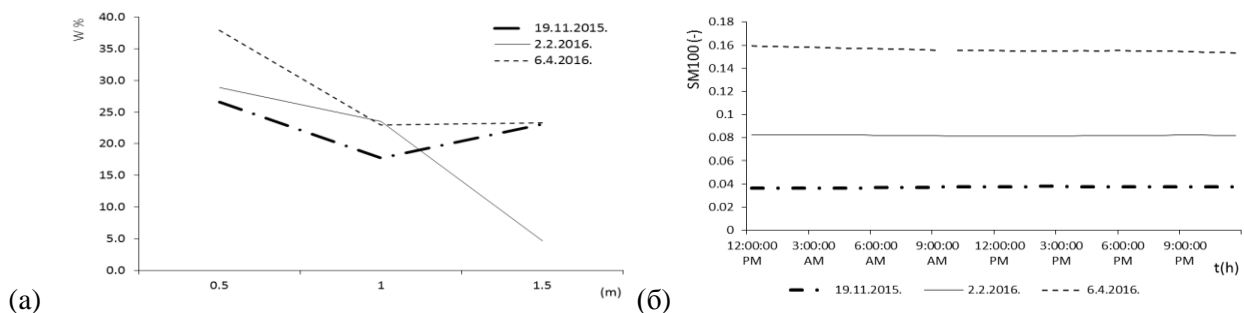 W %
40.0
35.0
30.0
25.0
20.0
15.0
10.0
5.0
0.0
0.5 1 1.5 (m)
19.11.2015.
2.2.2016.
6.4.2016.
(а)
SM100 (-)
0.18
0.16
0.14
0.12
0.1
0.08
0.06
0.04
0.02
0
12:00:00 3:00:00 6:00:00 9:00:00 12:00:00 3:00:00 6:00:00 9:00:00
PM AM AM AM PM PM PM PM
t(h)
19.11.2015. 2.2.2016. 6.4.2016.
(б)